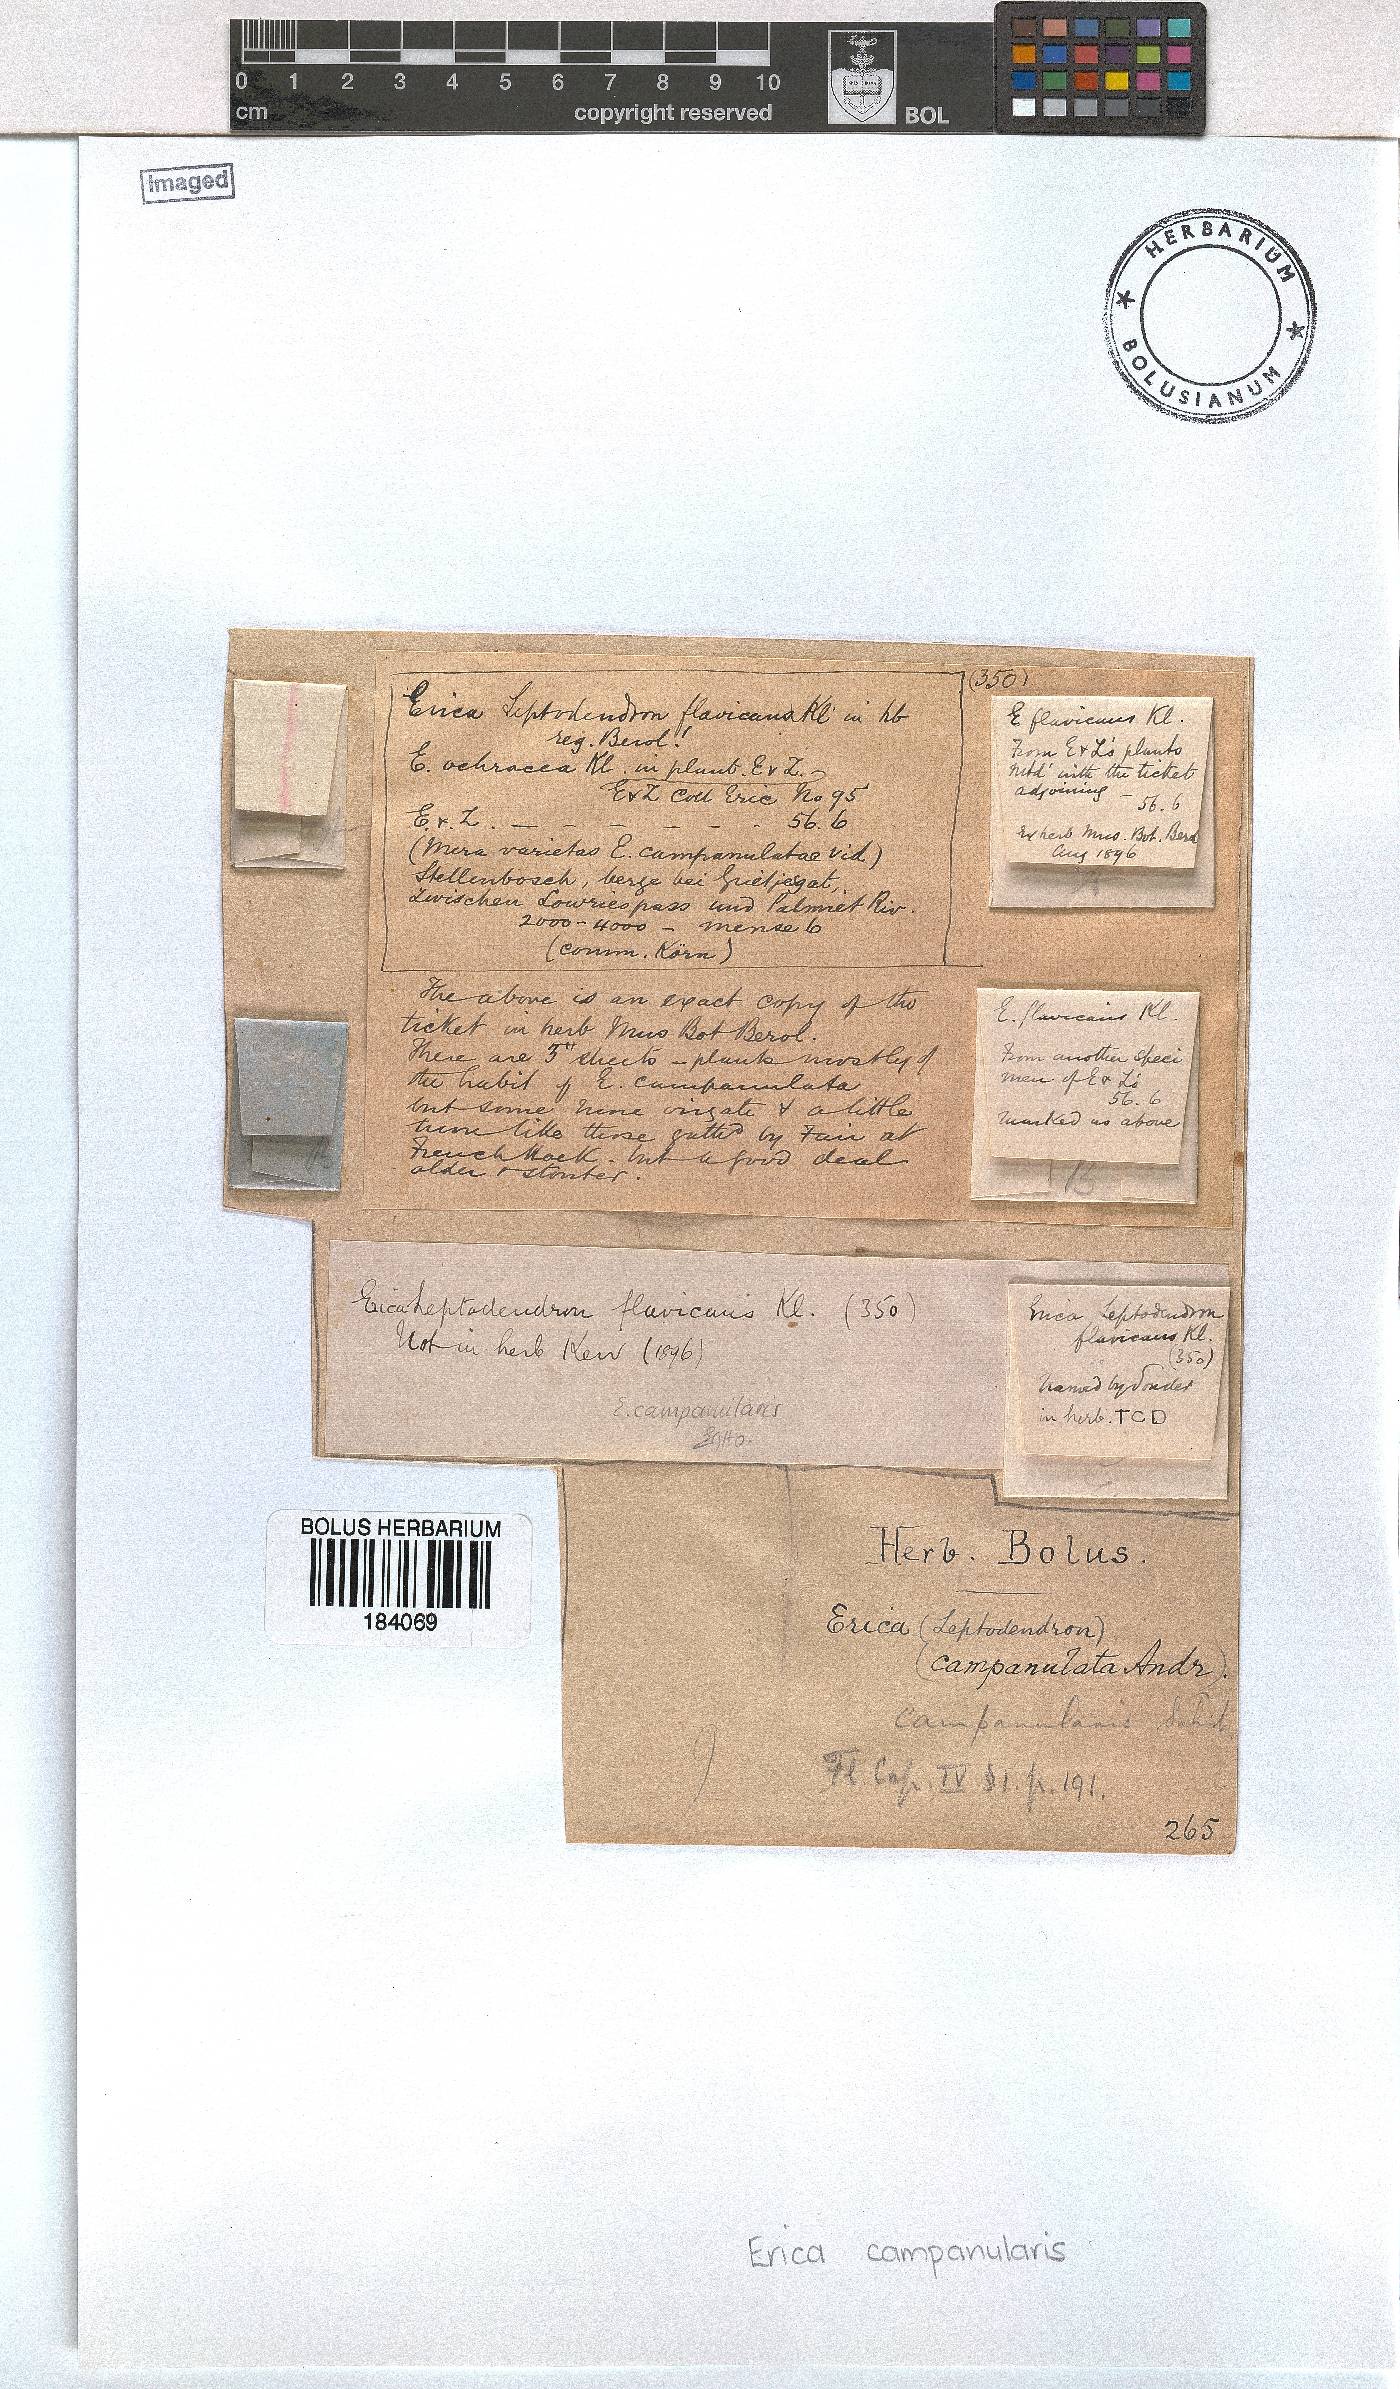 0 1 2 3 4 5 6 7 8 9 10
cm
copyright reserved
BOL
imaged
HERBARIUM
BOLUSIANUM
(350)
Erica Leptodendron flavicans Kl in hb
reg. Berol.!
E. ochracea Kl. in plant. E & Z.
E&Z Coll Eric No 95
E. & Z. — — — — — — 56.6
(Mera varietas E. campanulatae vid.)
Stellenbosch, berge bei Grietjesgat,
Zwischen Lowriespass und Palmiet Riv.
2000-4000 — mense 6
(comm. Körn)
The above is an exact copy of the
ticket in herb Mus Bot Berol.
There are 3 sheets — plants mostly of
the habit of E. campanulata
but some more virgate & a little
more like those gath'd by Fair at
French Hoek. but a good deal
older & stouter.
E flavicans Kl.
From E & Z's plants
mk'd with the ticket
adjoining —
56.6
Ex herb Mus. Bot. Berol
Aug 1896
A
E. flavicans Kl.
From another speci
men of E & Z's
56.6
marked as above
B
Erica Leptodendron flavicans Kl. (350)
Not in herb Kew (1896)
E. campanularis
Salisb.
Erica Leptodendron
flavicans Kl.
(350)
Named by Sonder
in herb. TCD
C
BOLUS HERBARIUM
184069
Herb. Bolus.
Erica (Leptodendron)
(campanulata Andr).
campanularis Salisb
Fl Cap. IV §1. p. 191.
265
Erica campanularis